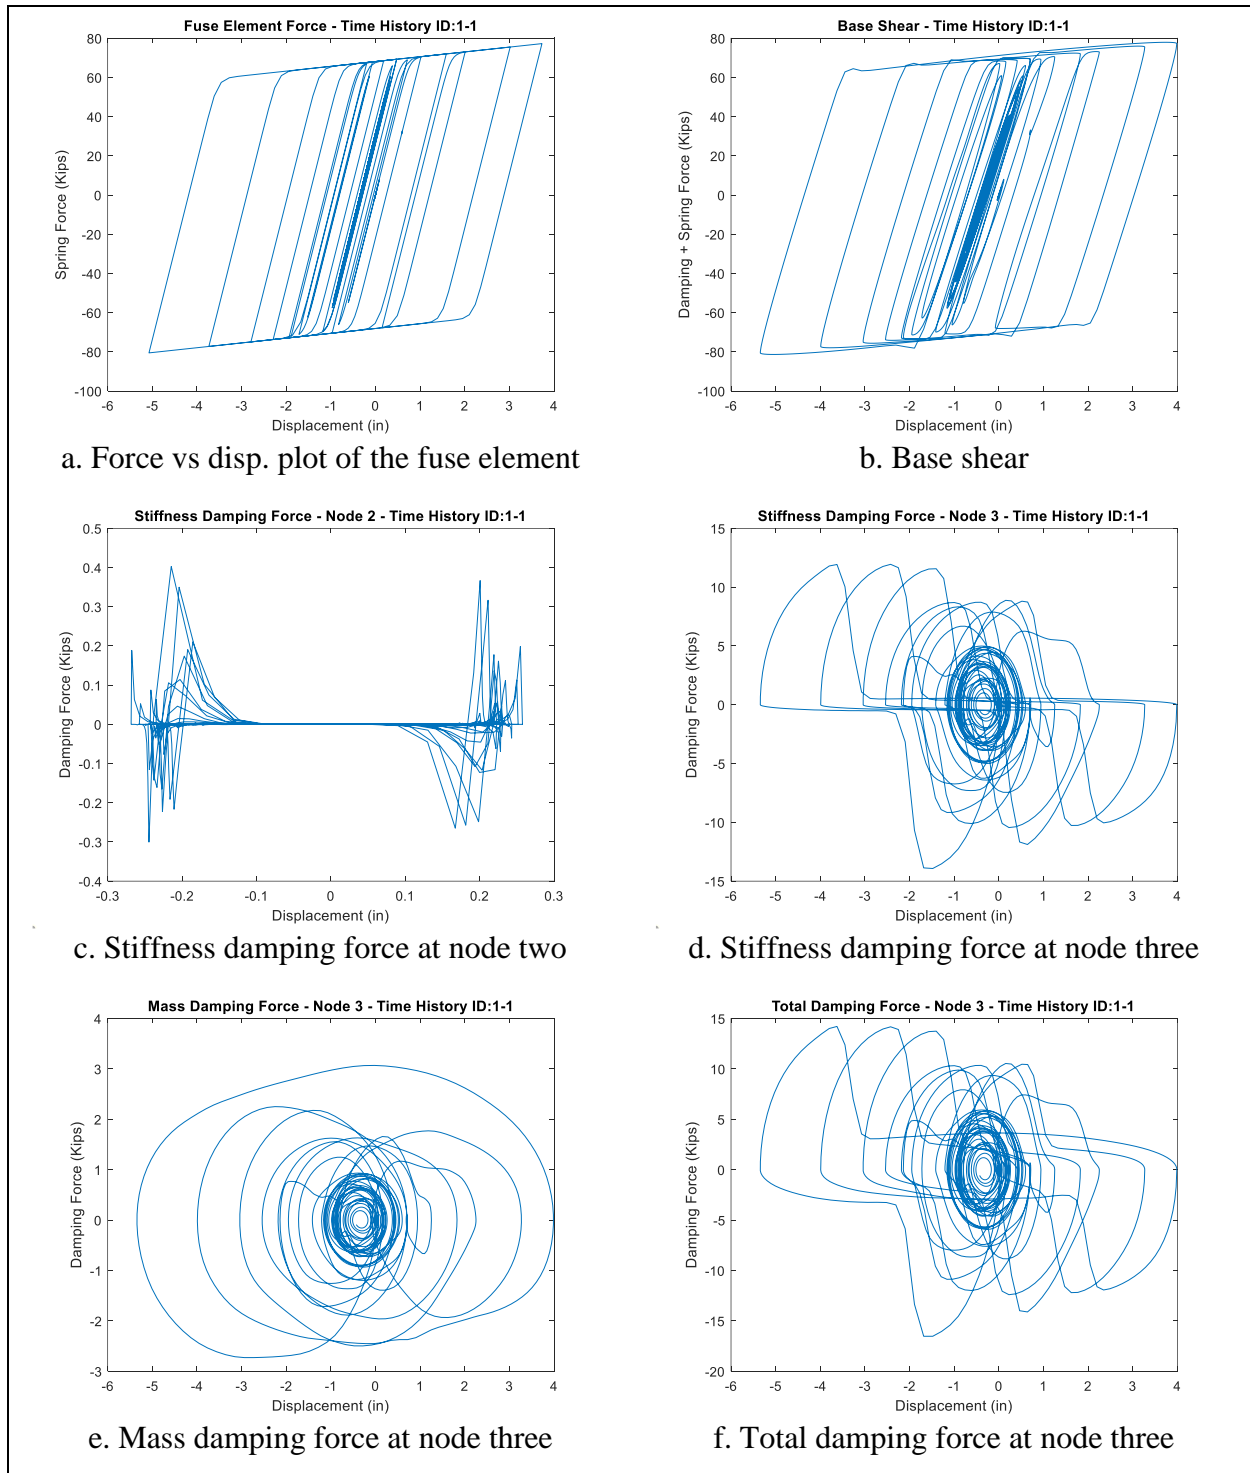 Fuse Element Force - Time History ID:1-1
80
60
40
20
0
-20
-40
-60
-80
-100
Spring Force (Kips)
-6 -5 -4 -3 -2 -1 0 1 2 3 4
Displacement (in)
a. Force vs disp. plot of the fuse element
Base Shear - Time History ID:1-1
80
60
40
20
0
-20
-40
-60
-80
-100
Damping + Spring Force (Kips)
-6 -5 -4 -3 -2 -1 0 1 2 3 4
Displacement (in)
b. Base shear
Stiffness Damping Force - Node 2 - Time History ID:1-1
0.5
0.4
0.3
0.2
0.1
0
-0.1
-0.2
-0.3
-0.4
Damping Force (Kips)
-0.3 -0.2 -0.1 0 0.1 0.2 0.3
Displacement (in)
c. Stiffness damping force at node two
Stiffness Damping Force - Node 3 - Time History ID:1-1
15
10
5
0
-5
-10
-15
Damping Force (Kips)
-6 -5 -4 -3 -2 -1 0 1 2 3 4
Displacement (in)
d. Stiffness damping force at node three
Mass Damping Force - Node 3 - Time History ID:1-1
4
3
2
1
0
-1
-2
-3
Damping Force (Kips)
-6 -5 -4 -3 -2 -1 0 1 2 3 4
Displacement (in)
e. Mass damping force at node three
Total Damping Force - Node 3 - Time History ID:1-1
15
10
5
0
-5
-10
-15
-20
Damping Force (Kips)
-6 -5 -4 -3 -2 -1 0 1 2 3 4
Displacement (in)
f. Total damping force at node three